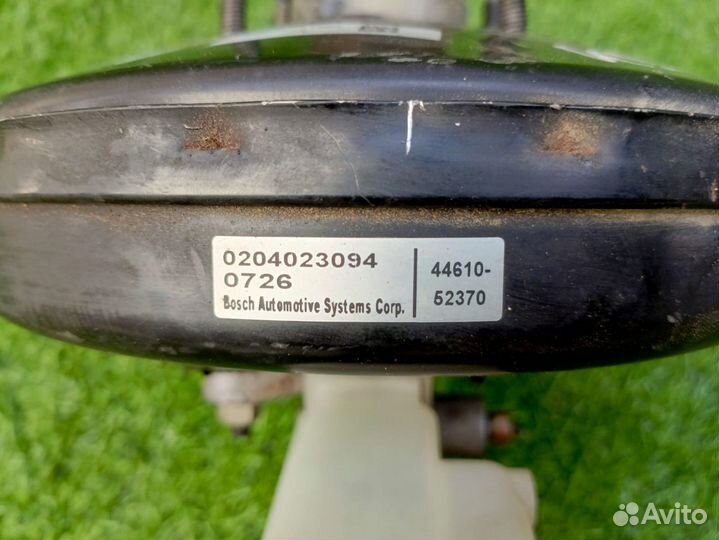 0204023094
0726
Bosch Automotive Systems Corp.
44610-
52370
Avito